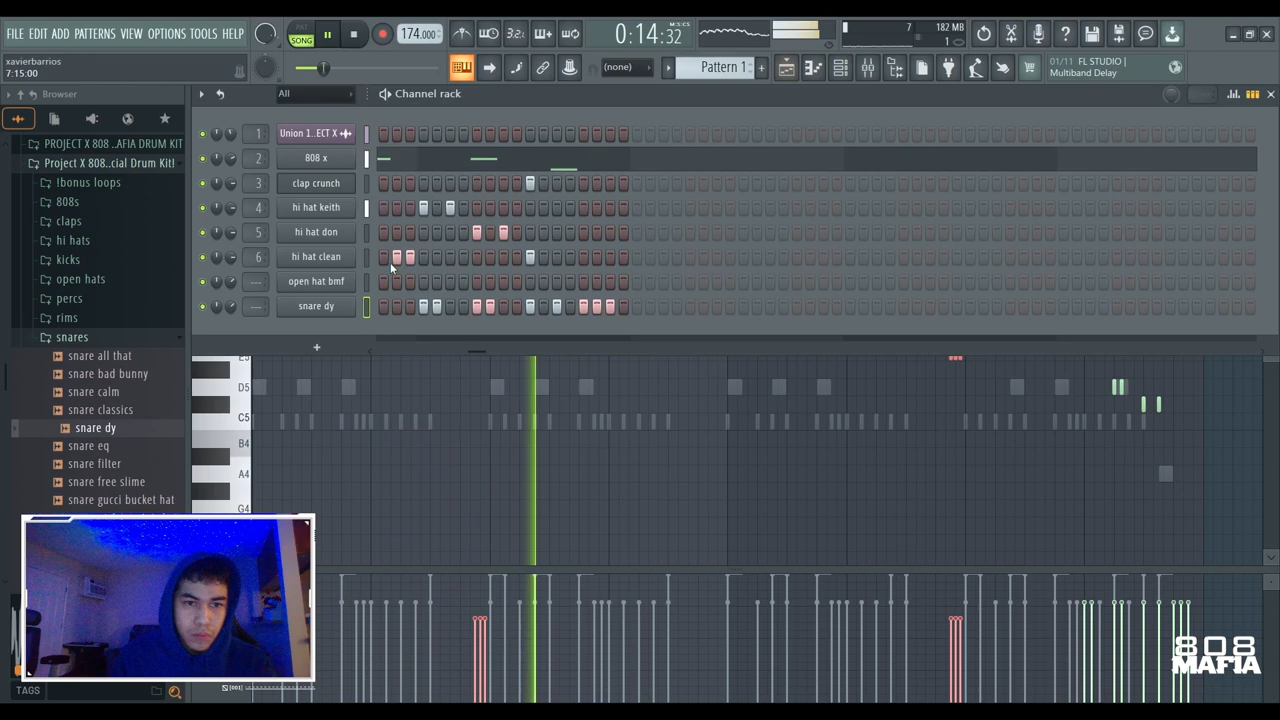 FILE EDIT ADD PATTERNS VIEW OPTIONS TOOLS HELP
PAT
SONG
174.000
3.2.
0:14:32
M:S:CS
7
182 MB
1
xavierbarrios
7:15:00
(none)
Pattern 1
01/11 FL STUDIO |
Multiband Delay
Browser
All
Channel rack
PROJECT X 808 ..AFIA DRUM KIT
Project X 808..cial Drum Kit!
!bonus loops
808s
claps
hi hats
kicks
open hats
percs
rims
snares
snare all that
snare bad bunny
snare calm
snare classics
snare dy
snare eq
snare filter
snare free slime
snare gucci bucket hat
TAGS
1 Union 1..ECT X
2 808 x
3 clap crunch
4 hi hat keith
5 hi hat don
6 hi hat clean
--- open hat bmf
--- snare dy
+
E5
D5
C5
B4
A4
G4
808
MAFIA